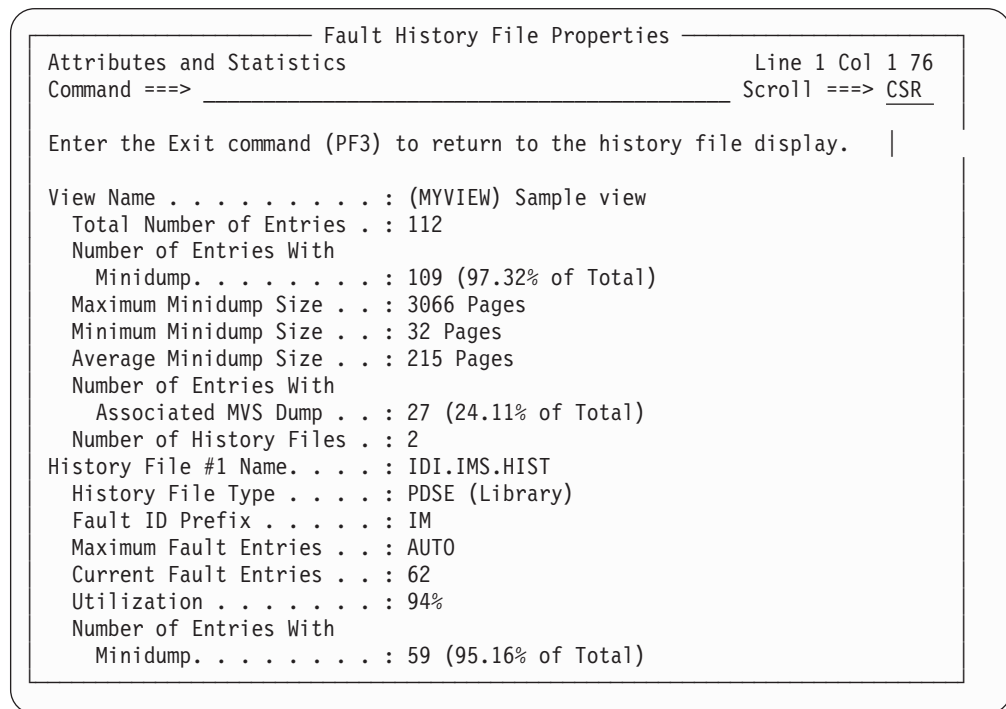 Fault History File Properties
Attributes and Statistics Line 1 Col 1 76
Command ===> ____________________________________________ Scroll ===> CSR
Enter the Exit command (PF3) to return to the history file display.
View Name . . . . . . . . . . : (MYVIEW) Sample view
Total Number of Entries . : 112
Number of Entries With
Minidump. . . . . . . . . : 109 (97.32% of Total)
Maximum Minidump Size . . : 3066 Pages
Minimum Minidump Size . . : 32 Pages
Average Minidump Size . . : 215 Pages
Number of Entries With
Associated MVS Dump . . : 27 (24.11% of Total)
Number of History Files . : 2
History File #1 Name. . . . : IDI.IMS.HIST
History File Type . . . . : PDSE (Library)
Fault ID Prefix . . . . . : IM
Maximum Fault Entries . . : AUTO
Current Fault Entries . . : 62
Utilization . . . . . . . : 94%
Number of Entries With
Minidump. . . . . . . . . : 59 (95.16% of Total)